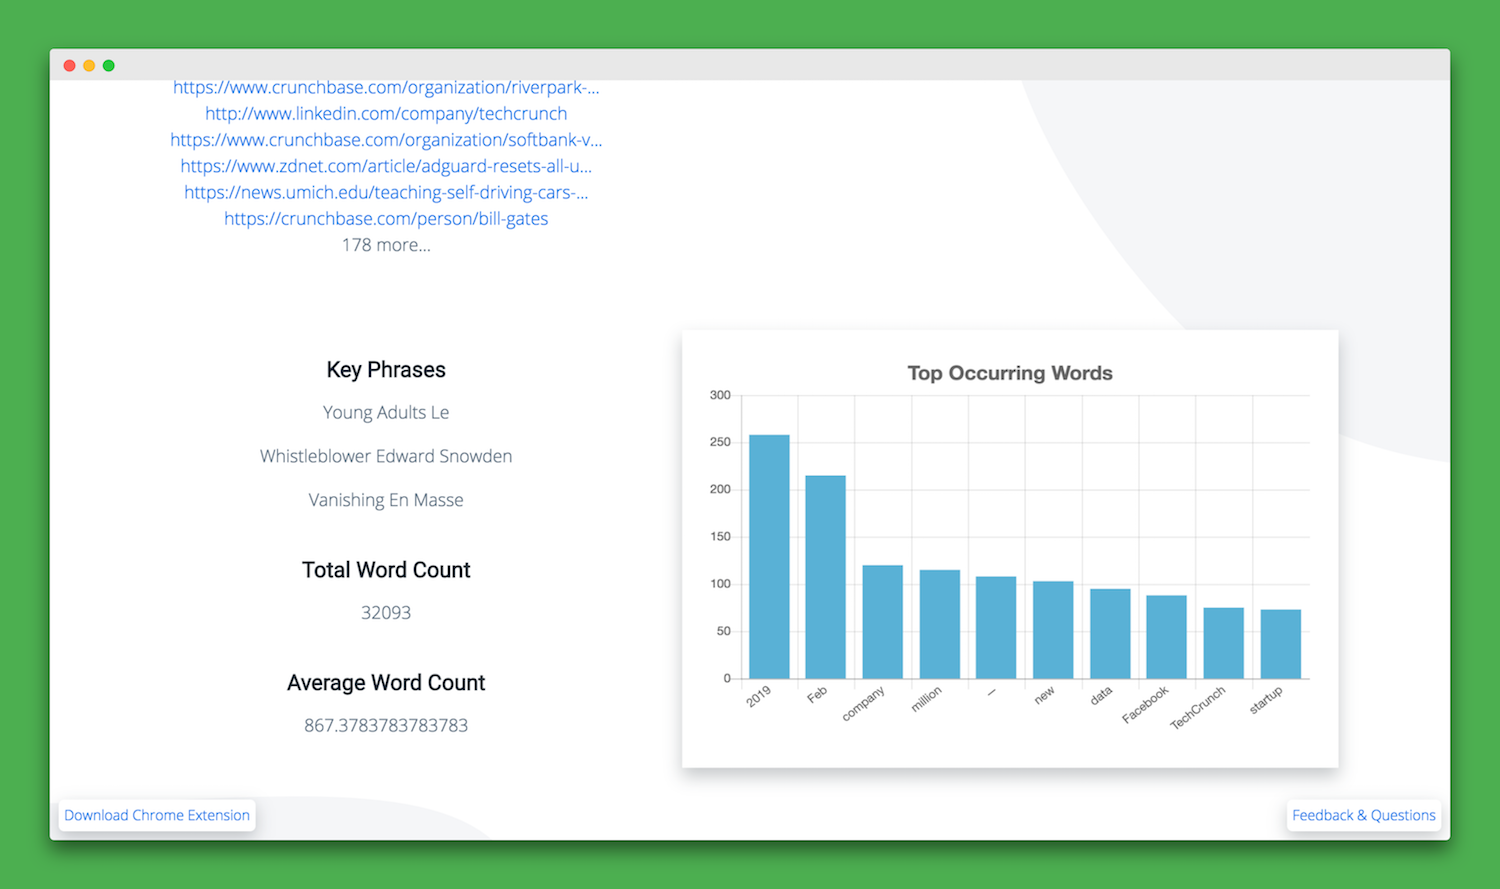 https://www.crunchbase.com/organization/riverpark-...
http://www.linkedin.com/company/techcrunch
https://www.crunchbase.com/organization/softbank-v...
https://www.zdnet.com/article/adguard-resets-all-u...
https://news.umich.edu/teaching-self-driving-cars-...
https://crunchbase.com/person/bill-gates
178 more...
Key Phrases
Young Adults Le
Whistleblower Edward Snowden
Vanishing En Masse
Total Word Count
32093
Average Word Count
867.3783783783783
Top Occurring Words
300
250
200
150
100
50
0
2019
Feb
company
million
—
new
data
Facebook
TechCrunch
startup
Download Chrome Extension
Feedback & Questions